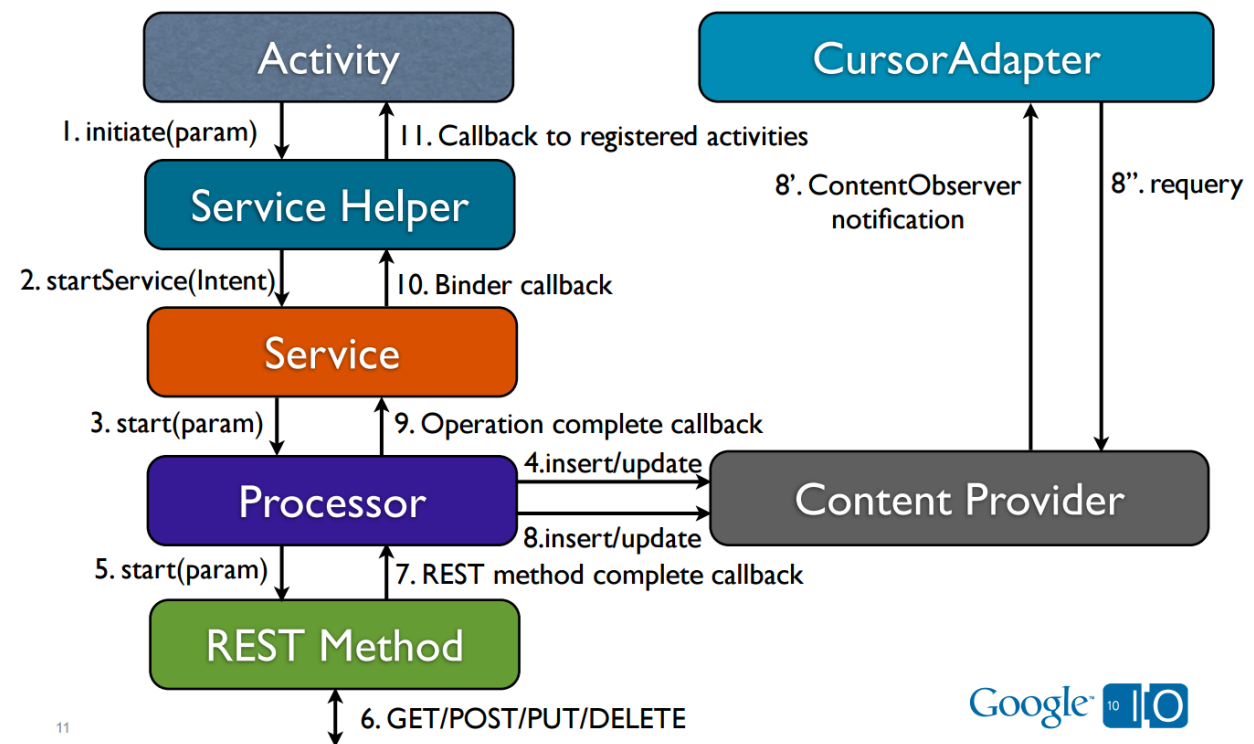 Activity
CursorAdapter
1. initiate(param)
11. Callback to registered activities
8’. ContentObserver
notification
8”. requery
Service Helper
2. startService(Intent)
10. Binder callback
Service
3. start(param)
9. Operation complete callback
4.insert/update
Processor
Content Provider
8.insert/update
5. start(param)
7. REST method complete callback
REST Method
6. GET/POST/PUT/DELETE
Google™ 10 IO
11